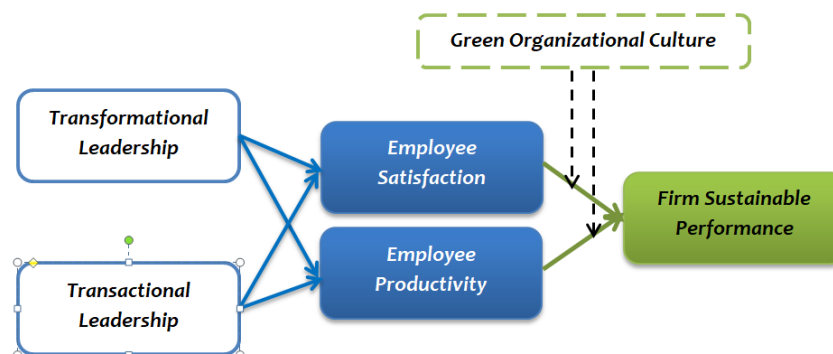 Green Organizational Culture
Transformational
Leadership
Employee
Satisfaction
Firm Sustainable
Performance
Employee
Productivity
Transactional
Leadership